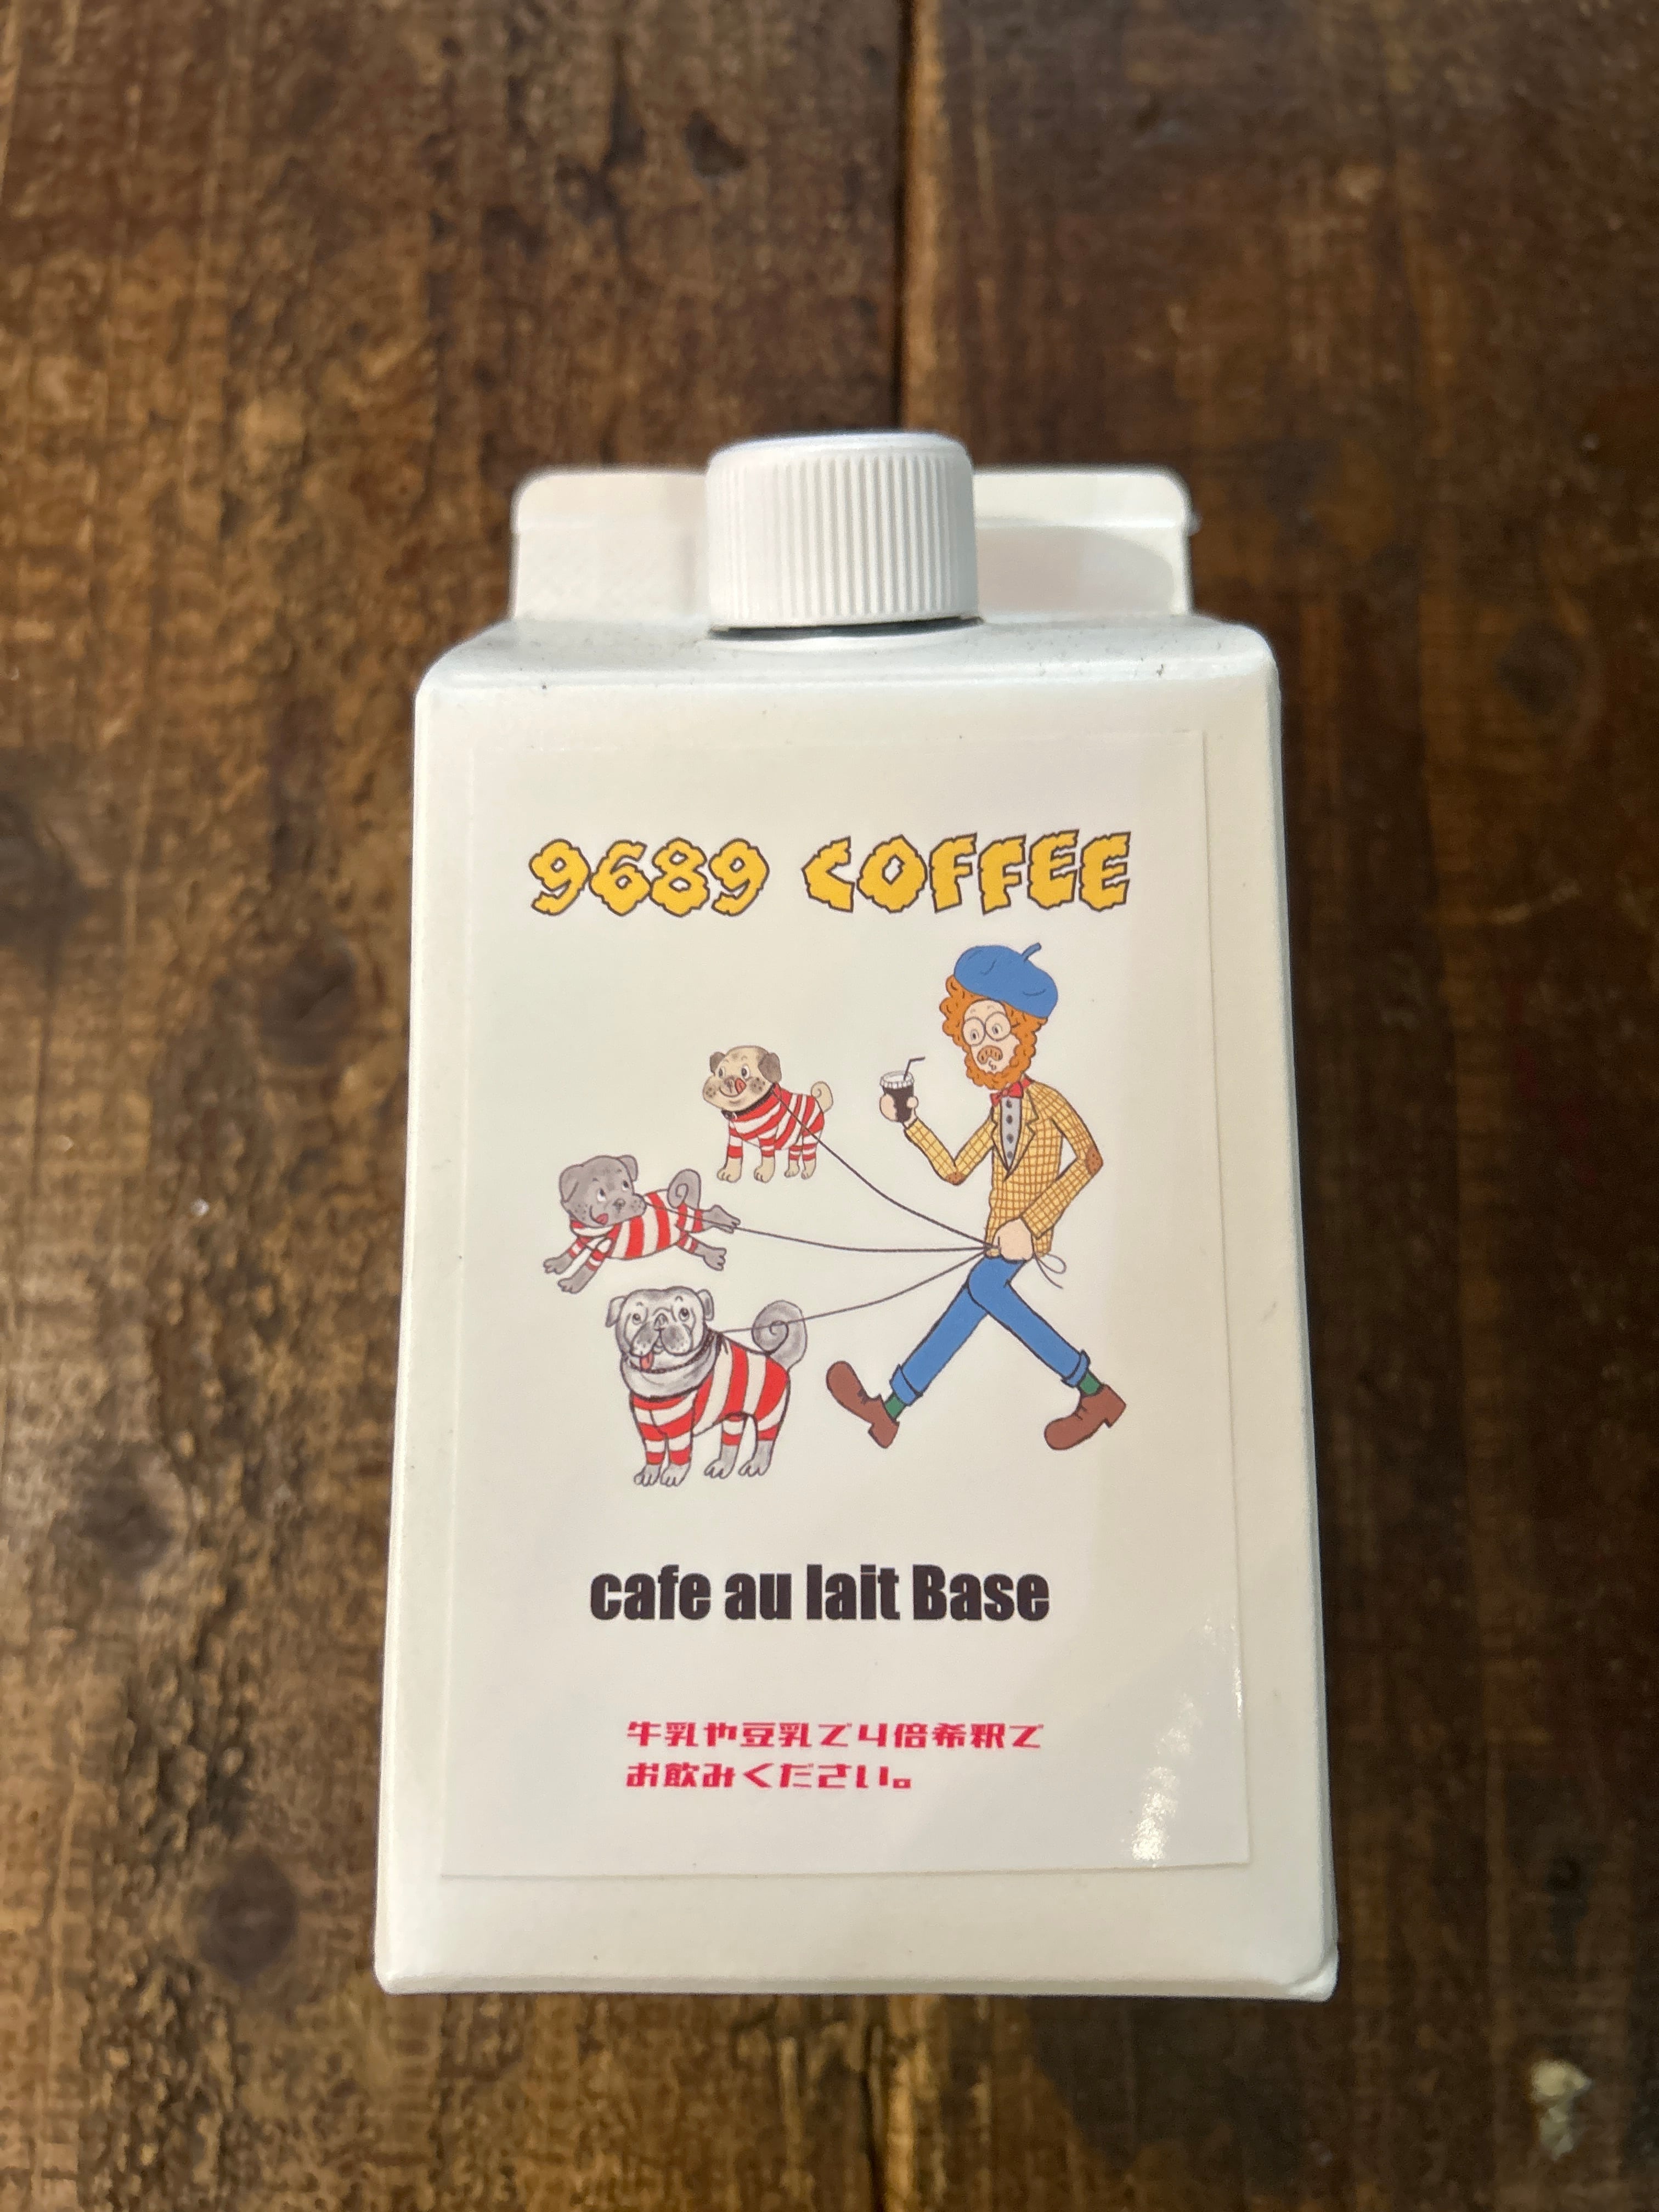 9689 COFFEE
cafe au lait Base
牛乳や豆乳で4倍希釈で
お飲みください。